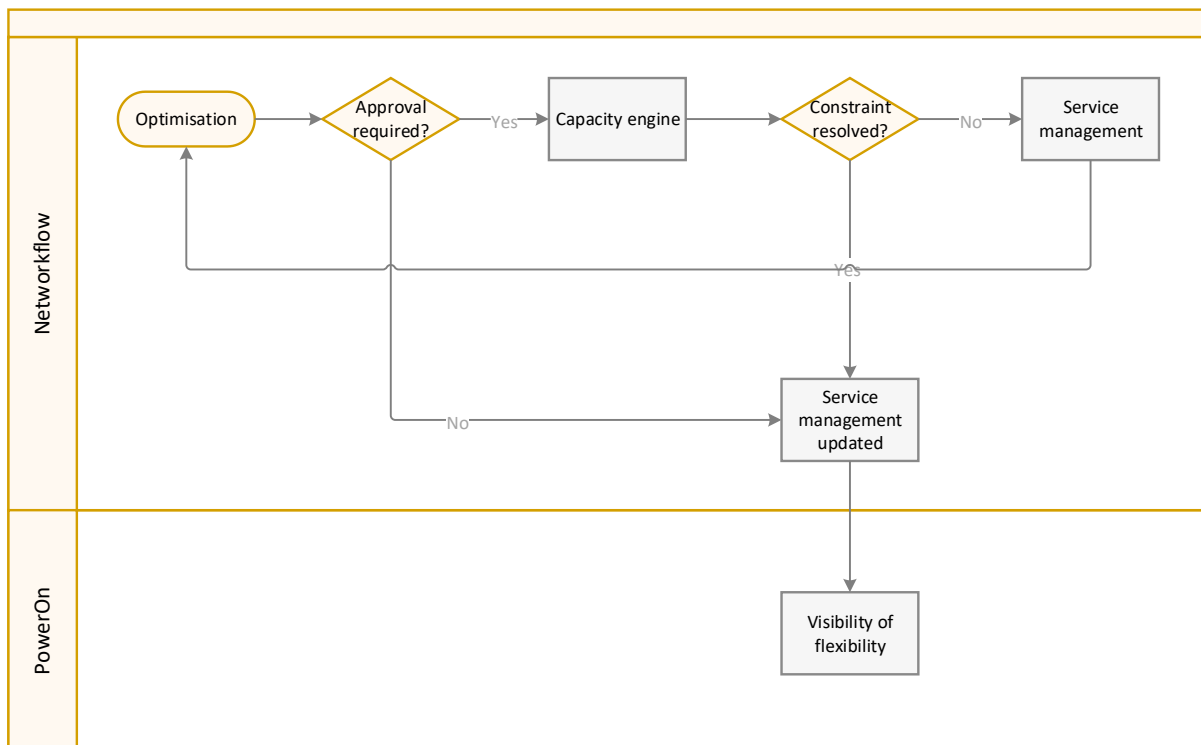 Networkflow
Optimisation
Approval
required?
Yes
Capacity engine
Constraint
resolved?
No
Service
management
Yes
No
Service
management
updated
PowerOn
Visibility of
flexibility